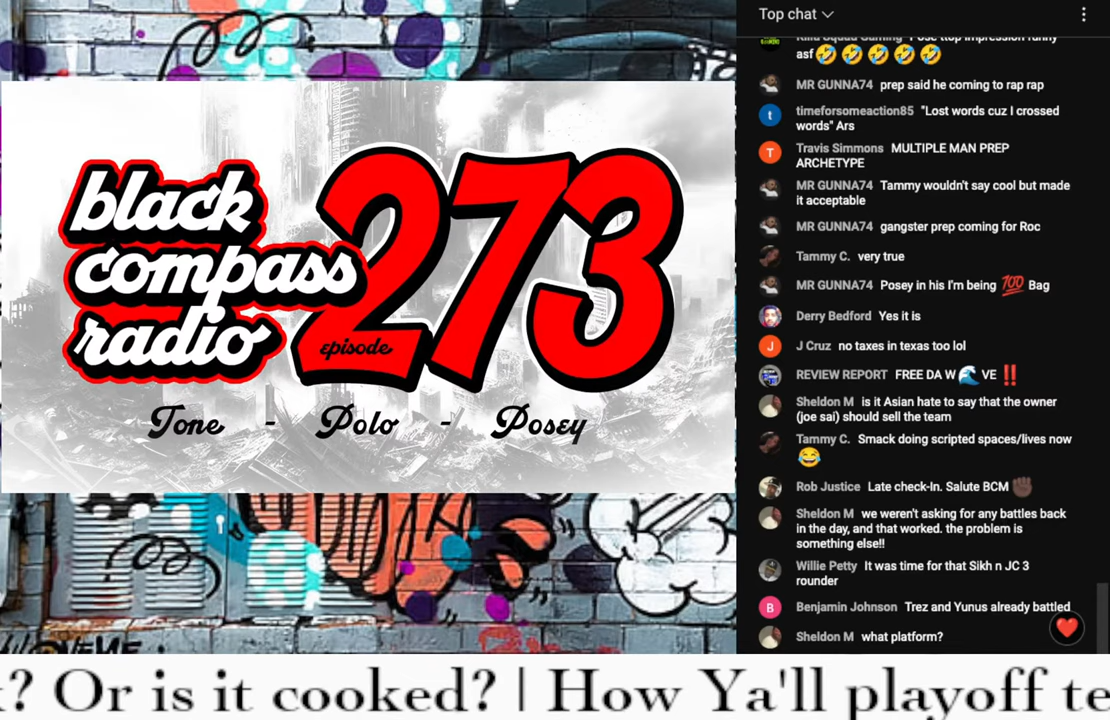 black
compass
radio
273
episode
Tone - Polo - Posey
Top chat
asf 🤣🤣🤣🤣🤣
MR GUNNA74 prep said he coming to rap rap
timeforsomeaction85 "Lost words cuz I crossed
words" Ars
Travis Simmons MULTIPLE MAN PREP
ARCHETYPE
MR GUNNA74 Tammy wouldn't say cool but made
it acceptable
MR GUNNA74 gangster prep coming for Roc
Tammy C. very true
MR GUNNA74 Posey in his I'm being 💯 Bag
Derry Bedford Yes it is
J Cruz no taxes in texas too lol
REVIEW REPORT FREE DA W🌊VE ‼️
Sheldon M is it Asian hate to say that the owner
(joe sai) should sell the team
Tammy C. Smack doing scripted spaces/lives now
😂
Rob Justice Late check-In. Salute BCM ✊🏿
Sheldon M we weren't asking for any battles back
in the day, and that worked. the problem is
something else!!
Willie Petty It was time for that Sikh n JC 3
rounder
Benjamin Johnson Trez and Yunus already battled
Sheldon M what platform?
? Or is it cooked? | How Ya'll playoff te